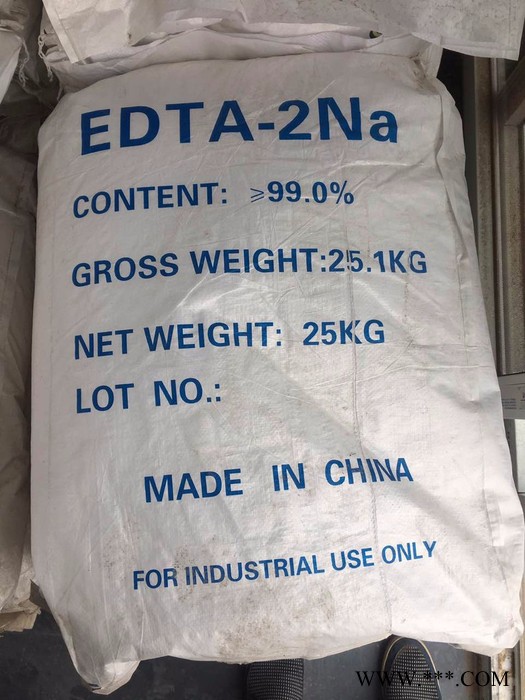 EDTA-2Na
CONTENT: ≥99.0%
GROSS WEIGHT:25.1KG
NET WEIGHT: 25KG
LOT NO.:
MADE IN CHINA
FOR INDUSTRIAL USE ONLY
WWW.***.COM